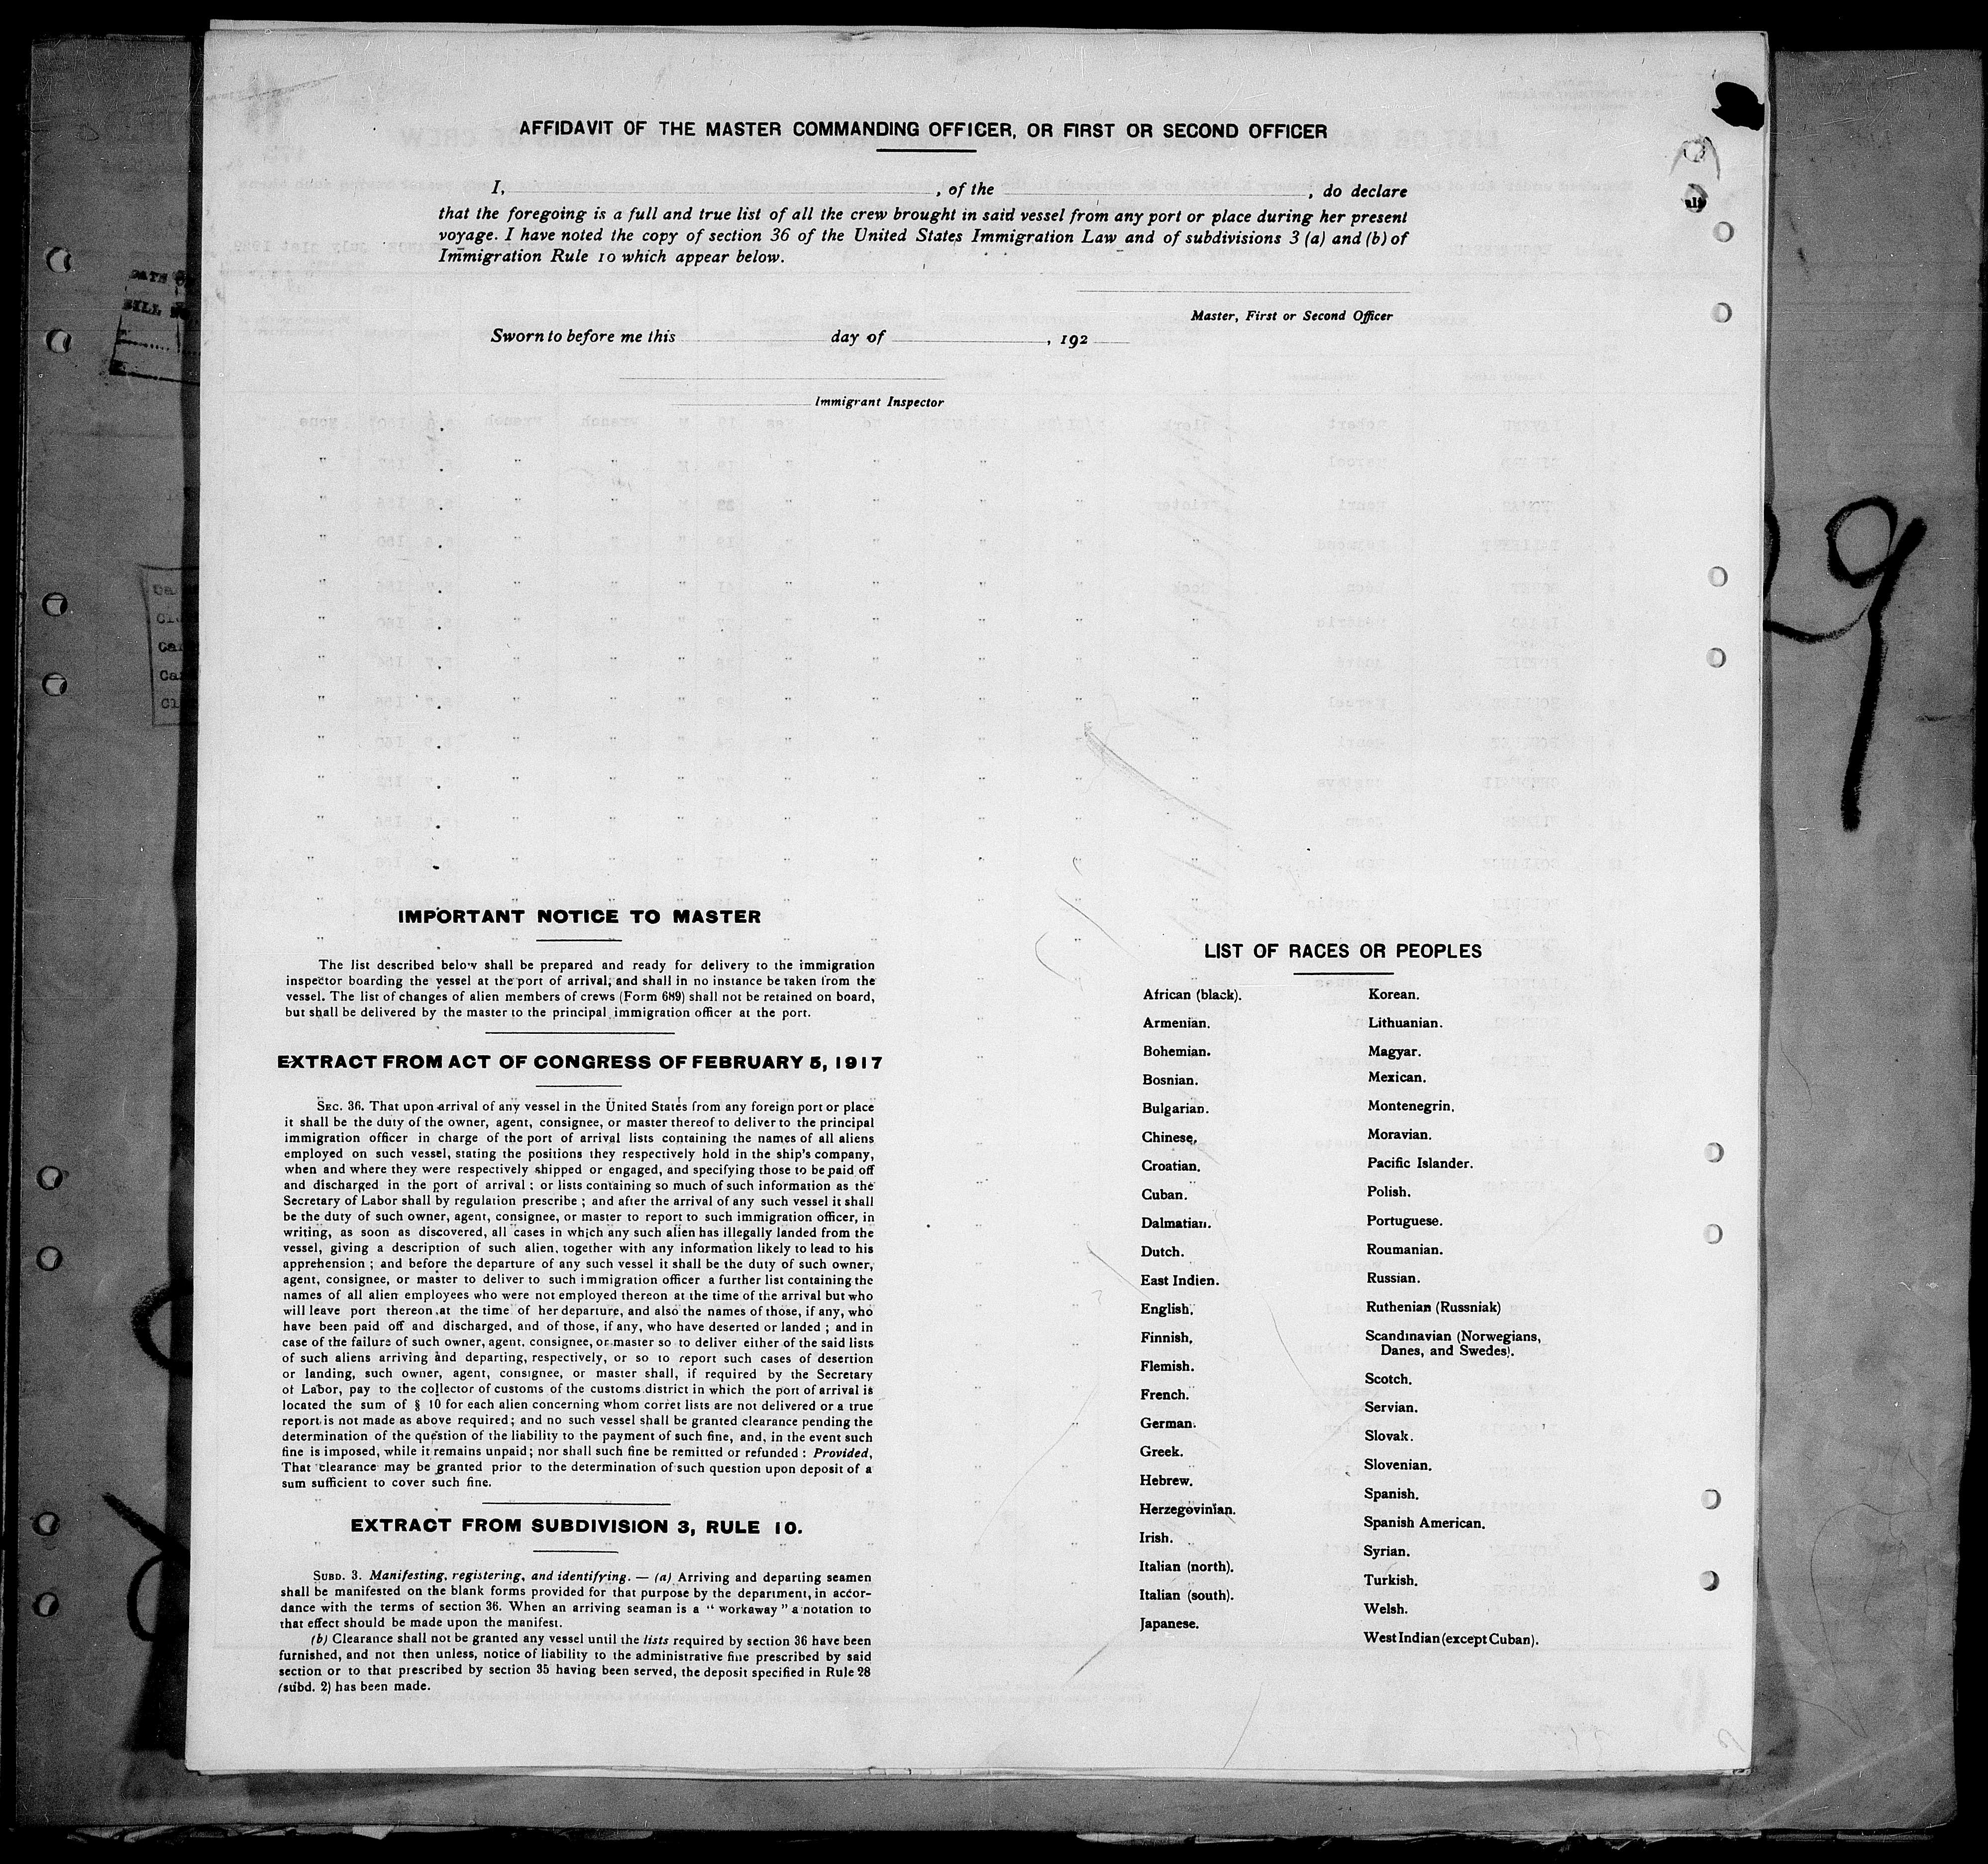 AFFIDAVIT OF THE MASTER COMMANDING OFFICER, OR FIRST OR SECOND OFFICER
I, , of the , do declare
that the foregoing is a full and true list of all the crew brought in said vessel from any port or place during her present
voyage. I have noted the copy of section 36 of the United States Immigration Law and of subdivisions 3 (a) and (b) of
Immigration Rule 10 which appear below.
Master, First or Second Officer
Sworn to before me this day of , 192
Immigrant Inspector
IMPORTANT NOTICE TO MASTER
The list described below shall be prepared and ready for delivery to the immigration
inspector boarding the vessel at the port of arrival, and shall in no instance be taken from the
vessel. The list of changes of alien members of crews (Form 689) shall not be retained on board,
but shall be delivered by the master to the principal immigration officer at the port.
EXTRACT FROM ACT OF CONGRESS OF FEBRUARY 5, 1917
SEC. 36. That upon arrival of any vessel in the United States from any foreign port or place
it shall be the duty of the owner, agent, consignee, or master thereof to deliver to the principal
immigration officer in charge of the port of arrival lists containing the names of all aliens
employed on such vessel, stating the positions they respectively hold in the ship's company,
when and where they were respectively shipped or engaged, and specifying those to be paid off
and discharged in the port of arrival ; or lists containing so much of such information as the
Secretary of Labor shall by regulation prescribe ; and after the arrival of any such vessel it shall
be the duty of such owner, agent, consignee, or master to report to such immigration officer, in
writing, as soon as discovered, all cases in which any such alien has illegally landed from the
vessel, giving a description of such alien, together with any information likely to lead to his
apprehension ; and before the departure of any such vessel it shall be the duty of such owner,
agent, consignee, or master to deliver to such immigration officer a further list containing the
names of all alien employees who were not employed thereon at the time of the arrival but who
will leave port thereon at the time of her departure, and also the names of those, if any, who
have been paid off and discharged, and of those, if any, who have deserted or landed ; and in
case of the failure of such owner, agent, consignee, or master so to deliver either of the said lists
of such aliens arriving and departing, respectively, or so to report such cases of desertion
or landing, such owner, agent, consignee, or master shall, if required by the Secretary
of Labor, pay to the collector of customs of the customs district in which the port of arrival is
located the sum of § 10 for each alien concerning whom corret lists are not delivered or a true
report is not made as above required ; and no such vessel shall be granted clearance pending the
determination of the question of the liability to the payment of such fine, and, in the event such
fine is imposed, while it remains unpaid ; nor shall such fine be remitted or refunded : Provided,
That clearance may be granted prior to the determination of such question upon deposit of a
sum sufficient to cover such fine.
EXTRACT FROM SUBDIVISION 3, RULE 10.
SUBD. 3. Manifesting, registering, and identifying. — (a) Arriving and departing seamen
shall be manifested on the blank forms provided for that purpose by the department, in accor-
dance with the terms of section 36. When an arriving seaman is a " workaway " a notation to
that effect should be made upon the manifest.
(b) Clearance shall not be granted any vessel until the lists required by section 36 have been
furnished, and not then unless, notice of liability to the administrative fine prescribed by said
section or to that prescribed by section 35 having been served, the deposit specified in Rule 28
(subd. 2) has been made.
LIST OF RACES OR PEOPLES
African (black).
Armenian.
Bohemian.
Bosnian.
Bulgarian.
Chinese.
Croatian.
Cuban.
Dalmatian.
Dutch.
East Indien.
English.
Finnish.
Flemish.
French.
German.
Greek.
Hebrew.
Herzegovinian.
Irish.
Italian (north).
Italian (south).
Japanese.
Korean.
Lithuanian.
Magyar.
Mexican.
Montenegrin.
Moravian.
Pacific Islander.
Polish.
Portuguese.
Roumanian.
Russian.
Ruthenian (Russniak)
Scandinavian (Norwegians,
Danes, and Swedes).
Scotch.
Servian.
Slovak.
Slovenian.
Spanish.
Spanish American.
Syrian.
Turkish.
Welsh.
West Indian (except Cuban).